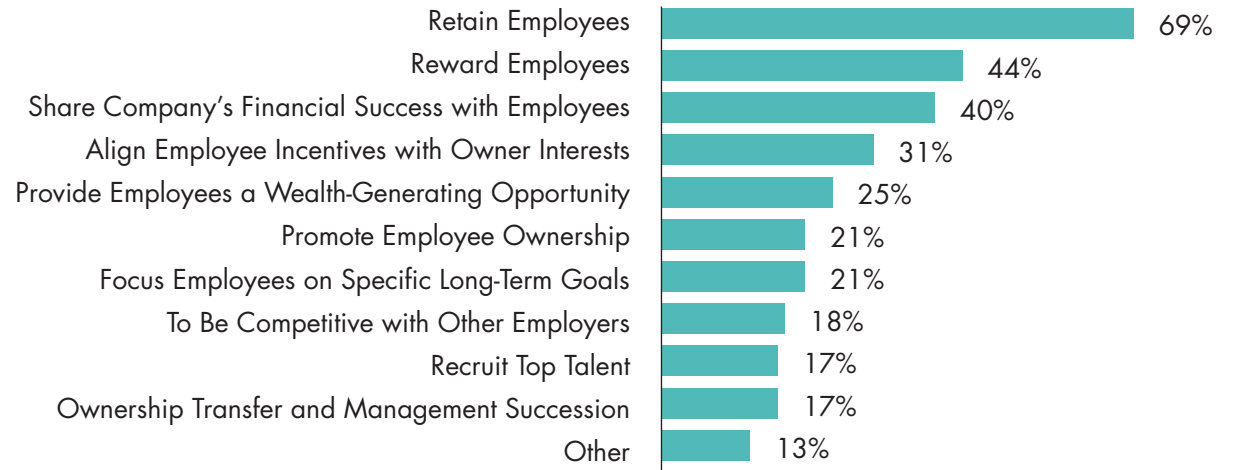 Retain Employees 69%
Reward Employees 44%
Share Company’s Financial Success with Employees 40%
Align Employee Incentives with Owner Interests 31%
Provide Employees a Wealth-Generating Opportunity 25%
Promote Employee Ownership 21%
Focus Employees on Specific Long-Term Goals 21%
To Be Competitive with Other Employers 18%
Recruit Top Talent 17%
Ownership Transfer and Management Succession 17%
Other 13%